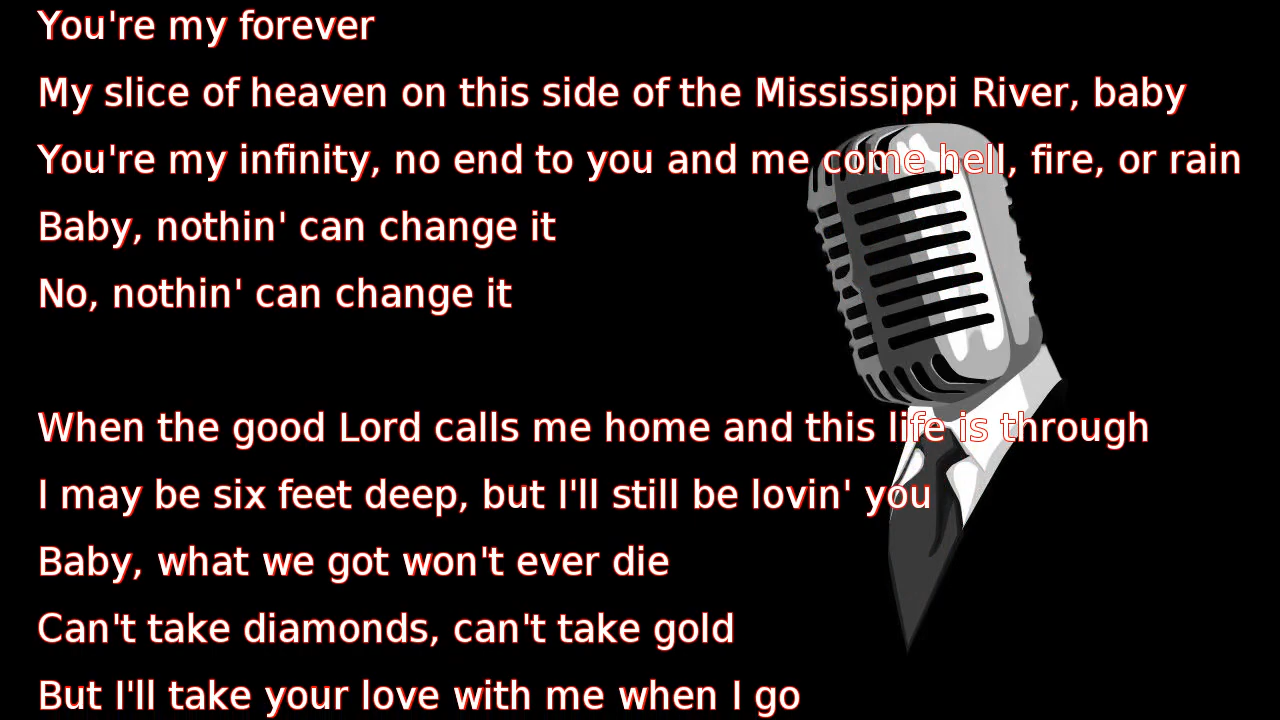 You're my forever
My slice of heaven on this side of the Mississippi River, baby
You're my infinity, no end to you and me come hell, fire, or rain
Baby, nothin' can change it
No, nothin' can change it
When the good Lord calls me home and this life is through
I may be six feet deep, but I'll still be lovin' you
Baby, what we got won't ever die
Can't take diamonds, can't take gold
But I'll take your love with me when I go